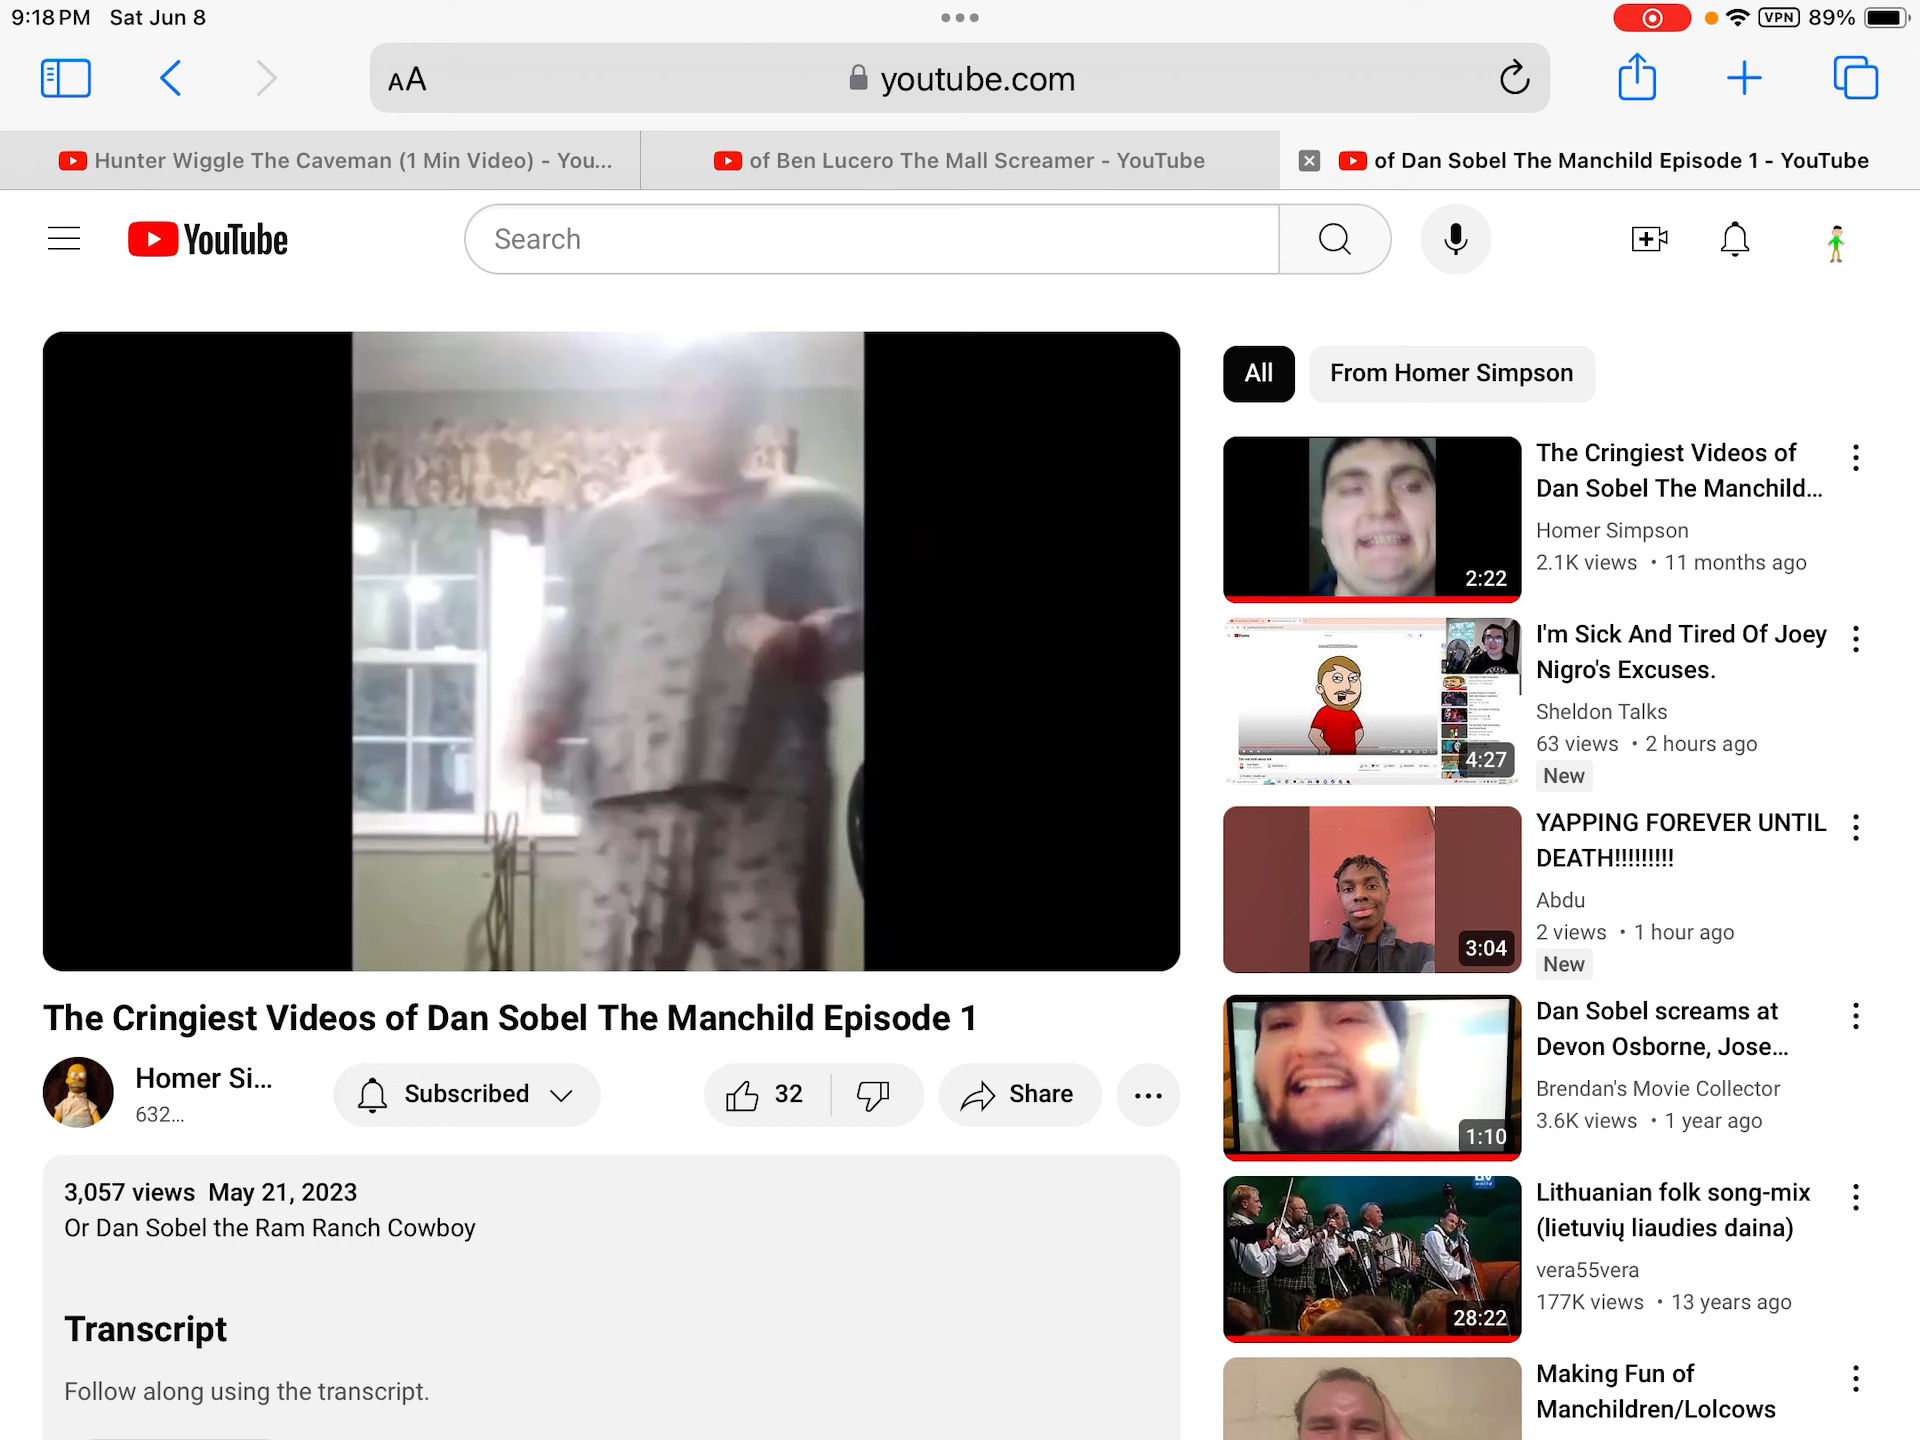 9:18 PM Sat Jun 8
VPN 89%
AA youtube.com
Hunter Wiggle The Caveman (1 Min Video) - You...
of Ben Lucero The Mall Screamer - YouTube
of Dan Sobel The Manchild Episode 1 - YouTube
YouTube
Search
All
From Homer Simpson
The Cringiest Videos of
Dan Sobel The Manchild...
Homer Simpson
2.1K views • 11 months ago
2:22
I'm Sick And Tired Of Joey
Nigro's Excuses.
Sheldon Talks
63 views • 2 hours ago
New
4:27
YAPPING FOREVER UNTIL
DEATH!!!!!!!!!
Abdu
2 views • 1 hour ago
New
3:04
Dan Sobel screams at
Devon Osborne, Jose...
Brendan's Movie Collector
3.6K views • 1 year ago
1:10
Lithuanian folk song-mix
(lietuvių liaudies daina)
vera55vera
177K views • 13 years ago
28:22
Making Fun of
Manchildren/Lolcows
The Cringiest Videos of Dan Sobel The Manchild Episode 1
Homer Si...
632...
Subscribed
32
Share
3,057 views May 21, 2023
Or Dan Sobel the Ram Ranch Cowboy
Transcript
Follow along using the transcript.